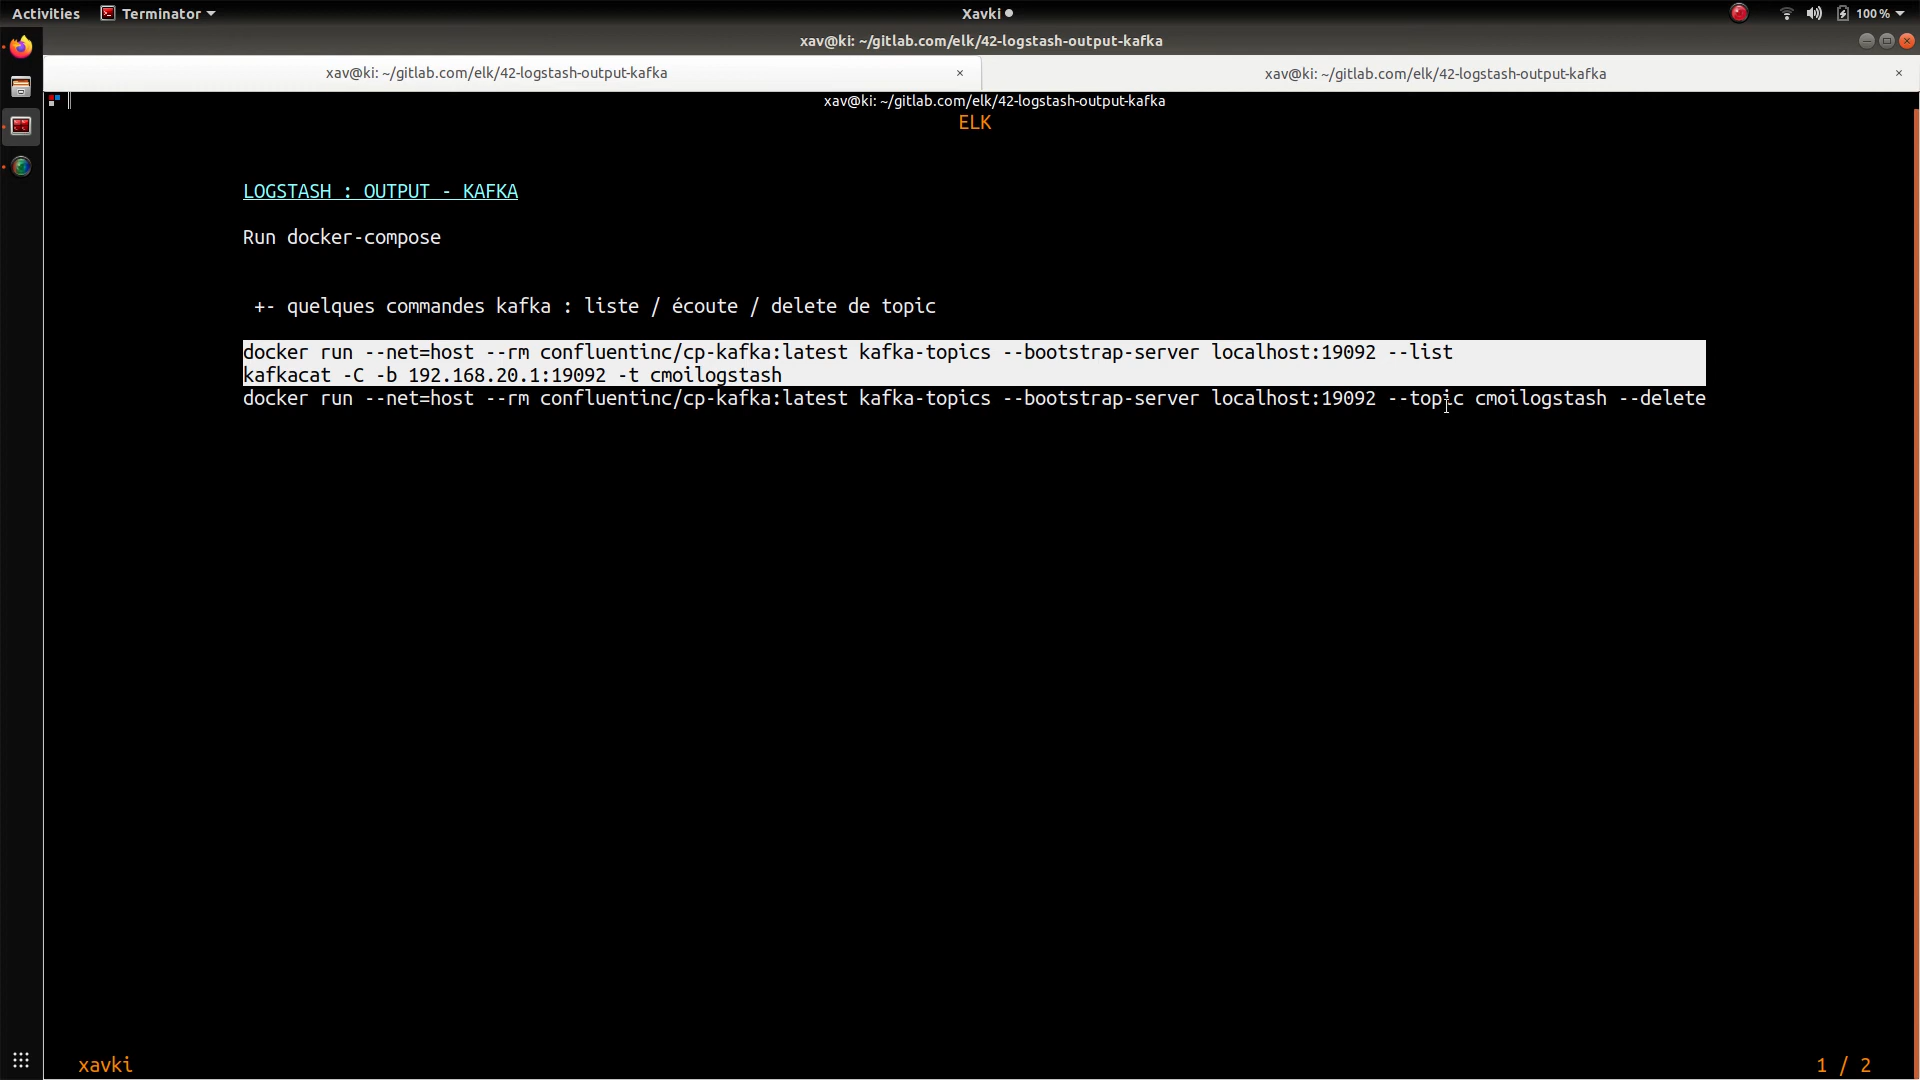 Activities Terminator Xavki 100 %
xav@ki: ~/gitlab.com/elk/42-logstash-output-kafka
xav@ki: ~/gitlab.com/elk/42-logstash-output-kafka × xav@ki: ~/gitlab.com/elk/42-logstash-output-kafka ×
xav@ki: ~/gitlab.com/elk/42-logstash-output-kafka
ELK
LOGSTASH : OUTPUT - KAFKA
Run docker-compose
+- quelques commandes kafka : liste / écoute / delete de topic
docker run --net=host --rm confluentinc/cp-kafka:latest kafka-topics --bootstrap-server localhost:19092 --list
kafkacat -C -b 192.168.20.1:19092 -t cmoilogstash
docker run --net=host --rm confluentinc/cp-kafka:latest kafka-topics --bootstrap-server localhost:19092 --topic cmoilogstash --delete
xavki 1 / 2